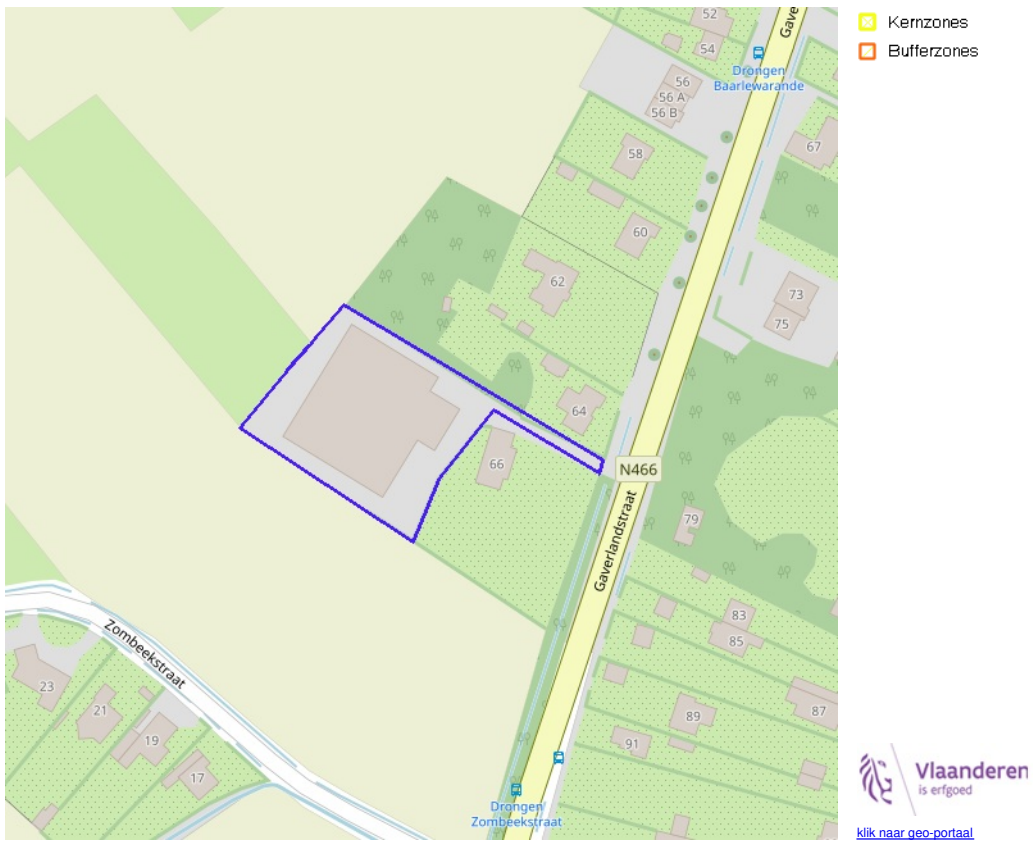 Kernzones
Bufferzones
52
54
Gave
Drongen
Baarlewarande
56
56 A
56 B
67
58
60
62
73
75
64
66
N466
Gaverlandstraat
79
83
85
Zombeekstraat
23
21
19
17
87
89
91
Drongen
Zombeekstraat
Vlaanderen
is erfgoed
klik naar geo-portaal